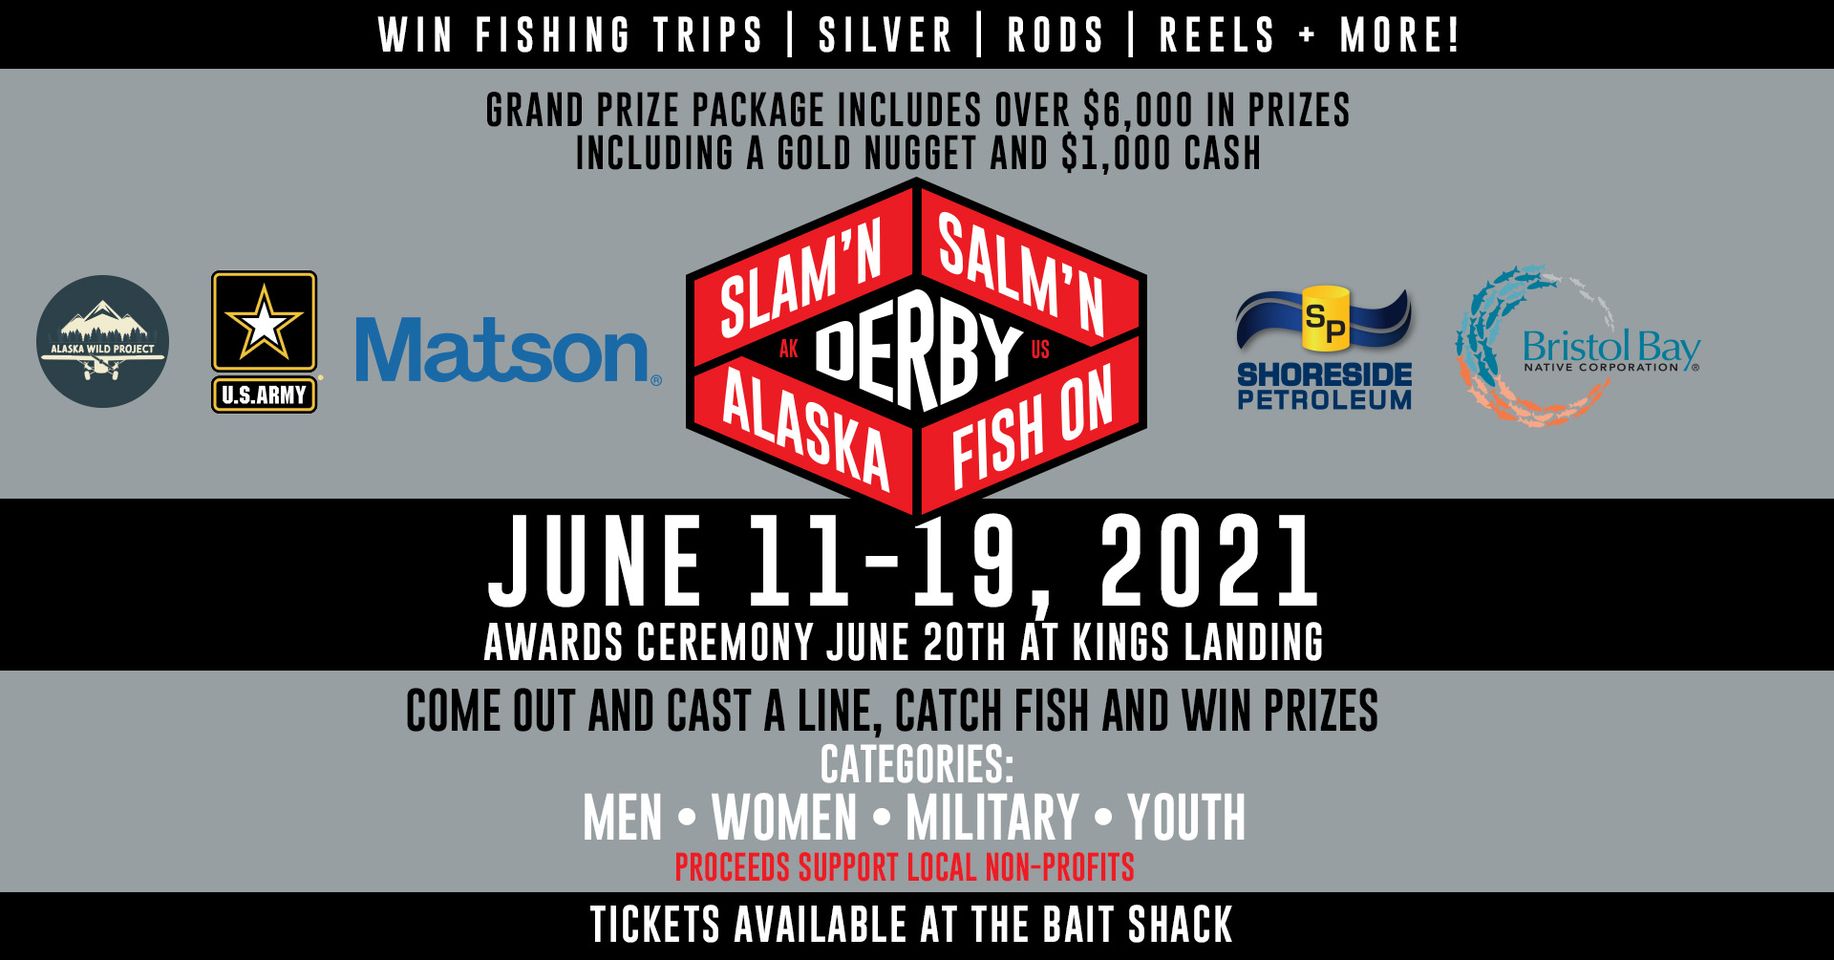 WIN FISHING TRIPS | SILVER | RODS | REELS + MORE!
GRAND PRIZE PACKAGE INCLUDES OVER $6,000 IN PRIZES
INCLUDING A GOLD NUGGET AND $1,000 CASH
ALASKA WILD PROJECT
U.S.ARMY
Matson®
SLAM'N
SALM'N
AK
DERBY
US
ALASKA
FISH ON
SP
SHORESIDE
PETROLEUM
Bristol Bay
NATIVE CORPORATION®
JUNE 11-19, 2021
AWARDS CEREMONY JUNE 20TH AT KINGS LANDING
COME OUT AND CAST A LINE, CATCH FISH AND WIN PRIZES
CATEGORIES:
MEN • WOMEN • MILITARY • YOUTH
PROCEEDS SUPPORT LOCAL NON-PROFITS
TICKETS AVAILABLE AT THE BAIT SHACK